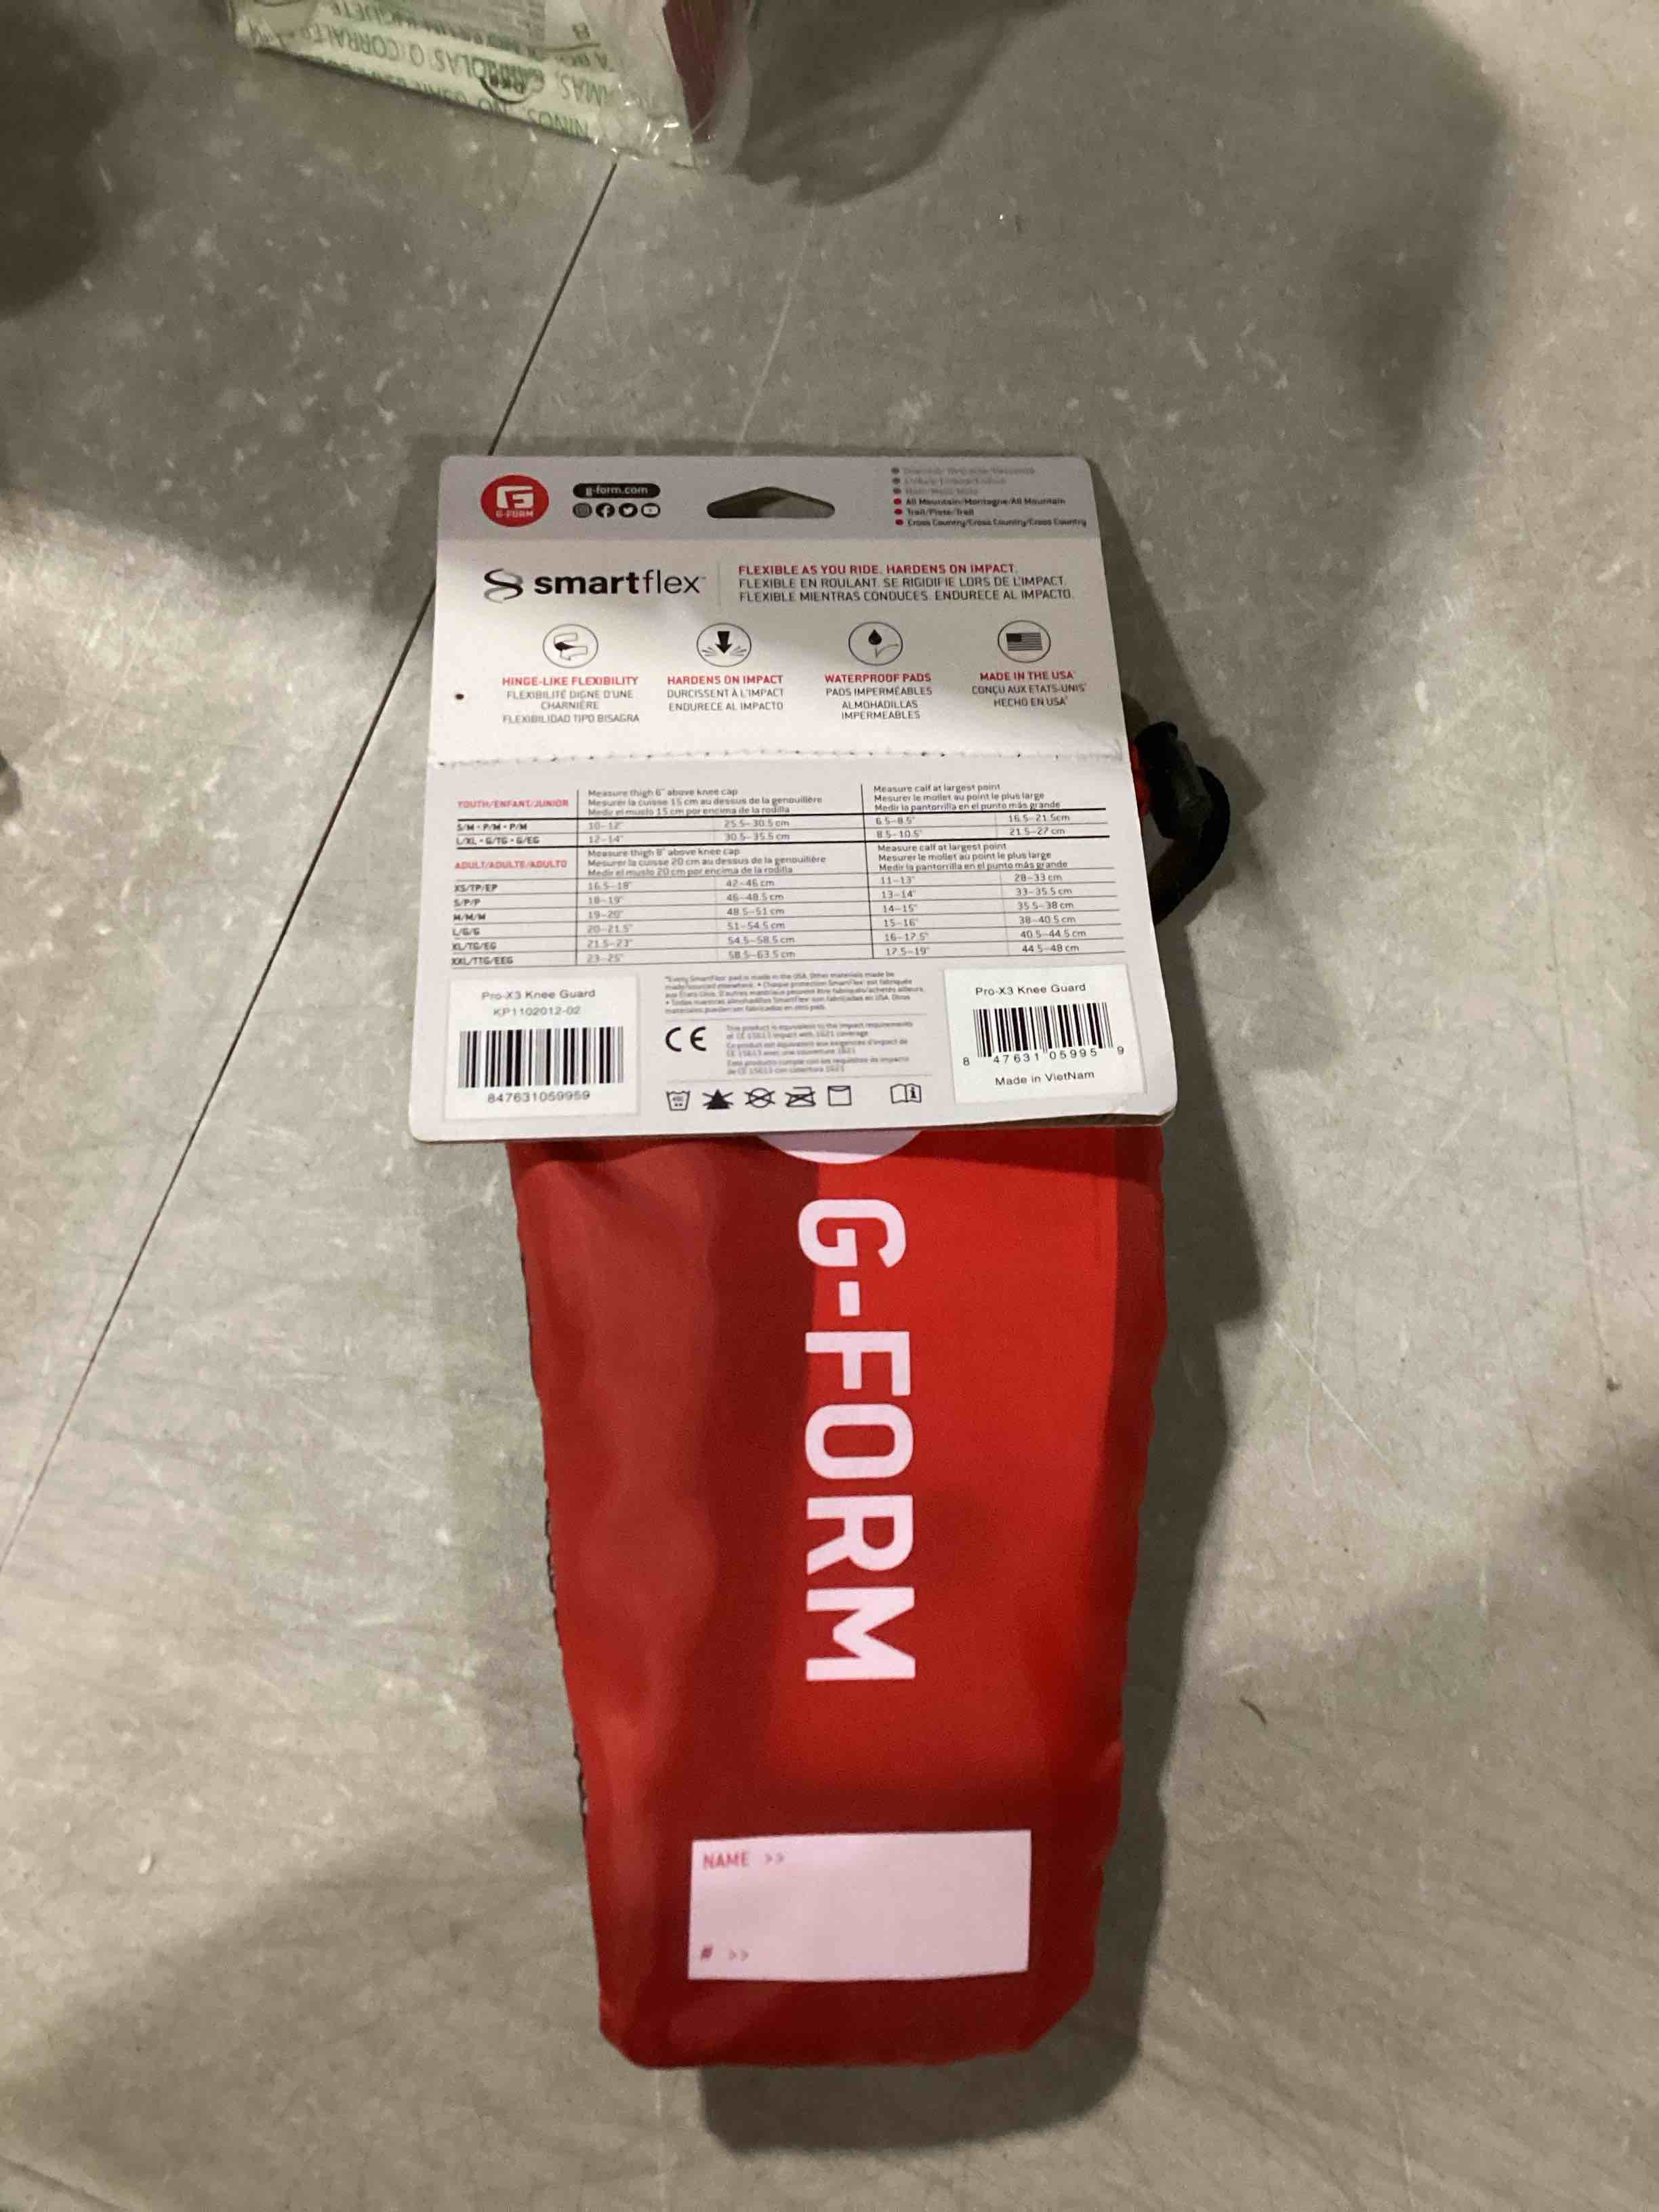 NIÑOS. NO
G-FORM
g-form.com
All Mountain/Montagne/All Mountain
Trail/Piste/Trail
Cross Country/Cross Country/Cross Country
smartflex
FLEXIBLE AS YOU RIDE. HARDENS ON IMPACT.
FLEXIBLE EN ROULANT. SE RIGIDIFIE LORS DE L'IMPACT.
FLEXIBLE MIENTRAS CONDUCES. ENDURECE AL IMPACTO.
HINGE-LIKE FLEXIBILITY
FLEXIBILITÉ DIGNE D'UNE
CHARNIÈRE
FLEXIBILIDAD TIPO BISAGRA
HARDENS ON IMPACT
DURCISSENT À L'IMPACT
ENDURECE AL IMPACTO
WATERPROOF PADS
PADS IMPERMÉABLES
ALMOHADILLAS
IMPERMEABLES
MADE IN THE USA*
CONÇU AUX ETATS-UNIS*
HECHO EN USA*
YOUTH/ENFANT/JUNIOR
Measure thigh 6" above knee cap
Mesurer la cuisse 15 cm au dessus de la genouillère
Medir el muslo 15 cm por encima de la rodilla
Measure calf at largest point
Mesurer le mollet au point le plus large
Medir la pantorrilla en el punto más grande
S/M • P/M • P/M 10-12" 25.5-30.5 cm 6.5-8.5" 16.5-21.5cm
L/XL • G/TG • G/EG 12-14" 30.5-35.5 cm 8.5-10.5" 21.5-27 cm
ADULT/ADULTE/ADULTO
Measure thigh 8" above knee cap
Mesurer la cuisse 20 cm au dessus de la genouillère
Medir el muslo 20 cm por encima de la rodilla
Measure calf at largest point
Mesurer le mollet au point le plus large
Medir la pantorrilla en el punto más grande
XS/TP/EP 16.5-18" 42-46 cm 11-13" 28-33 cm
S/P/P 18-19" 46-48.5 cm 13-14" 33-35.5 cm
M/M/M 19-20" 48.5-51 cm 14-15" 35.5-38 cm
L/G/G 20-21.5" 51-54.5 cm 15-16" 38-40.5 cm
XL/TG/EG 21.5-23" 54.5-58.5 cm 16-17.5" 40.5-44.5 cm
XXL/TTG/EEG 23-25" 58.5-63.5 cm 17.5-19" 44.5-48 cm
Pro-X3 Knee Guard
KP1102012-02
847631059959
*Every SmartFlex pad is made in the USA. Other materials made be
CE
Pro-X3 Knee Guard
8 47631 05995 9
Made in VietNam
G-FORM
NAME >>
# >>